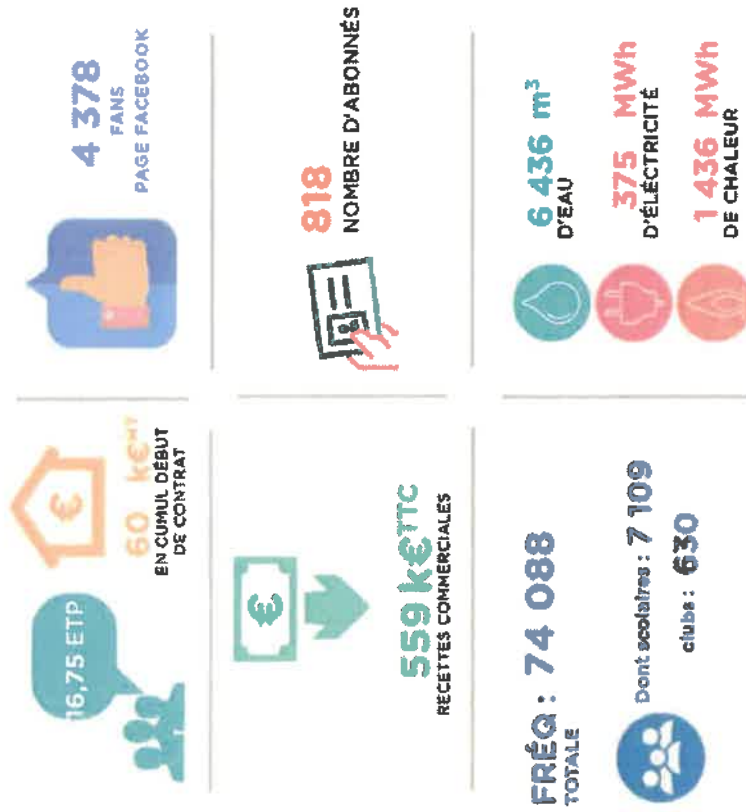 16,75 ETP
60 k€HT
EN CUMUL DÉBUT
DE CONTRAT
4 378
FANS
PAGE FACEBOOK
€
559 k€TTC
RECETTES COMMERCIALES
818
NOMBRE D'ABONNÉS
FRÉQ : 74 088
TOTALE
Dont scolaires : 7 109
clubs : 630
6 436 m³
D'EAU
375 MWh
D'ÉLÉCTRICITÉ
1 436 MWh
DE CHALEUR